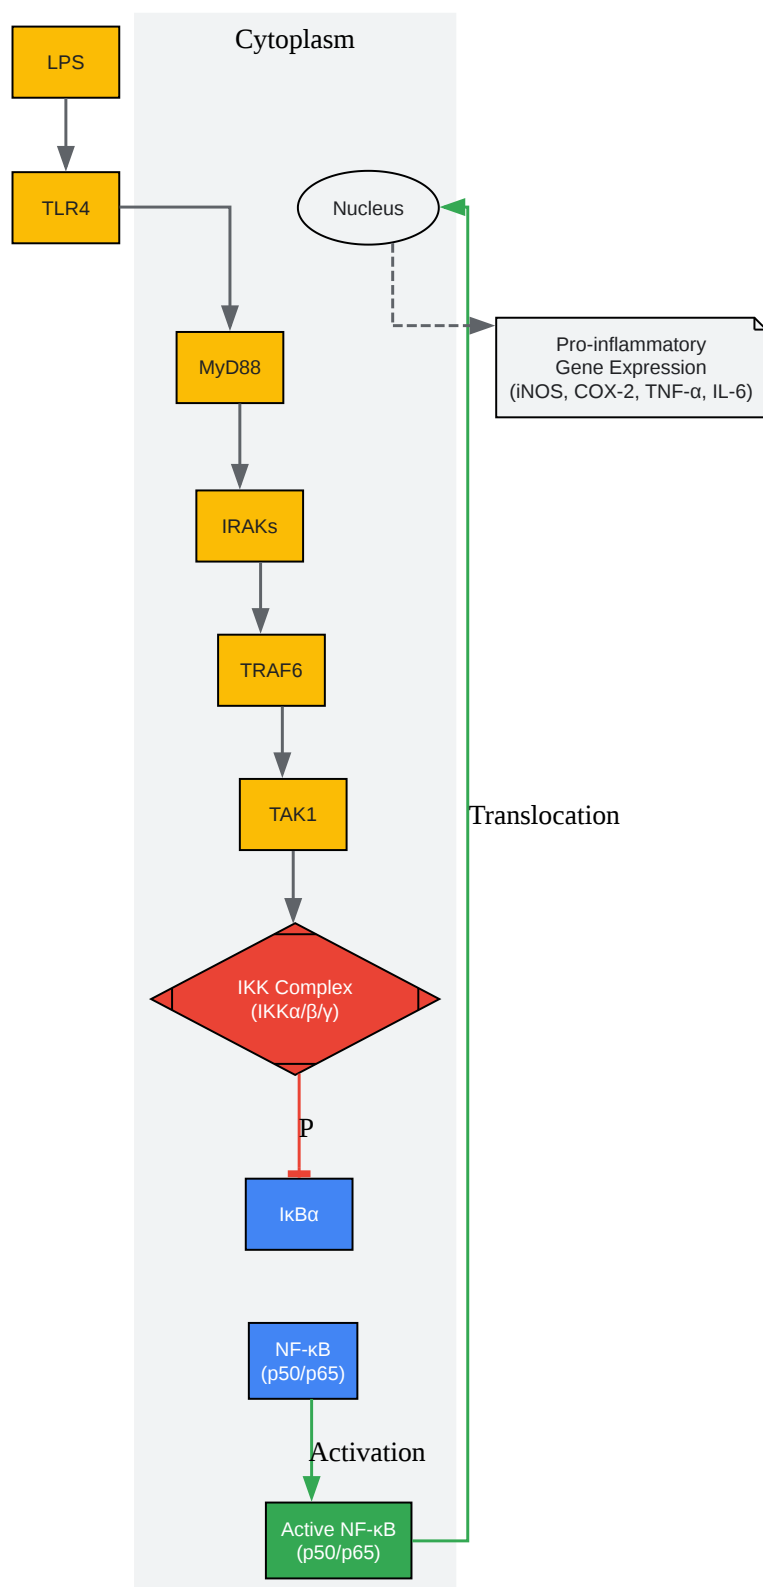 Cytoplasm
LPS
TLR4
Nucleus
Pro-inflammatory
Gene Expression
(iNOS, COX-2, TNF-α, IL-6)
MyD88
IRAKs
TRAF6
TAK1
Translocation
IKK Complex
(IKKα/β/γ)
P
IκBα
NF-κB
(p50/p65)
Activation
Active NF-κB
(p50/p65)